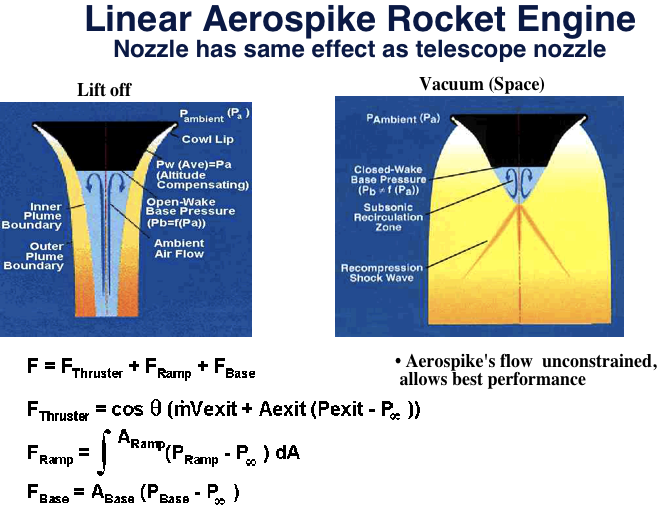 Linear Aerospike Rocket Engine
Nozzle has same effect as telescope nozzle
Lift off
Pambient (Pa)
Cowl Lip
Pw (Ave)=Pa
(Altitude
Compensating)
Open-Wake
Base Pressure
(Pb=f(Pa))
Ambient
Air Flow
Inner
Plume
Boundary
Outer
Plume
Boundary
Vacuum (Space)
PAmbient (Pa)
Closed-Wake
Base Pressure
(Pb ≠ f (Pa))
Subsonic
Recirculation
Zone
Recompression
Shock Wave
F = FThruster + FRamp + FBase
FThruster = cos θ (ṁVexit + Aexit (Pexit - P∞ ))
FRamp = ∫ ARamp (PRamp - P∞ ) dA
FBase = ABase (PBase - P∞ )
• Aerospike's flow unconstrained,
allows best performance